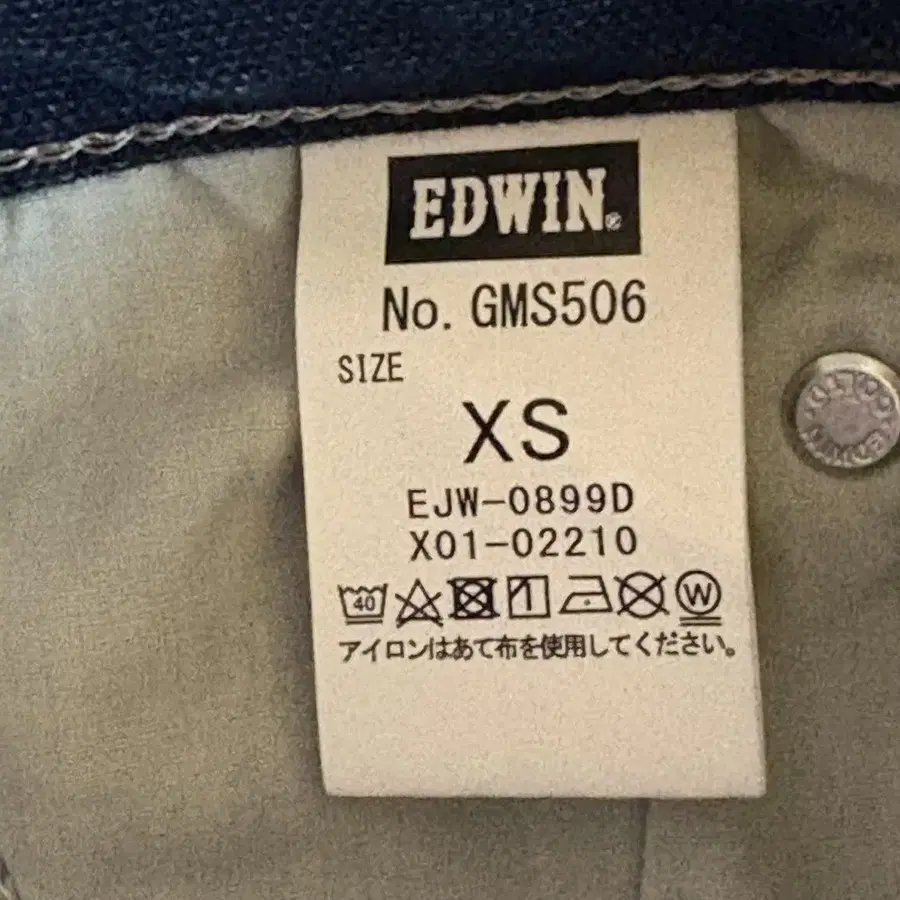 EDWIN®
No. GMS506
SIZE
XS
EJW-0899D
X01-02210
40 W
アイロンはあて布を使用してください。